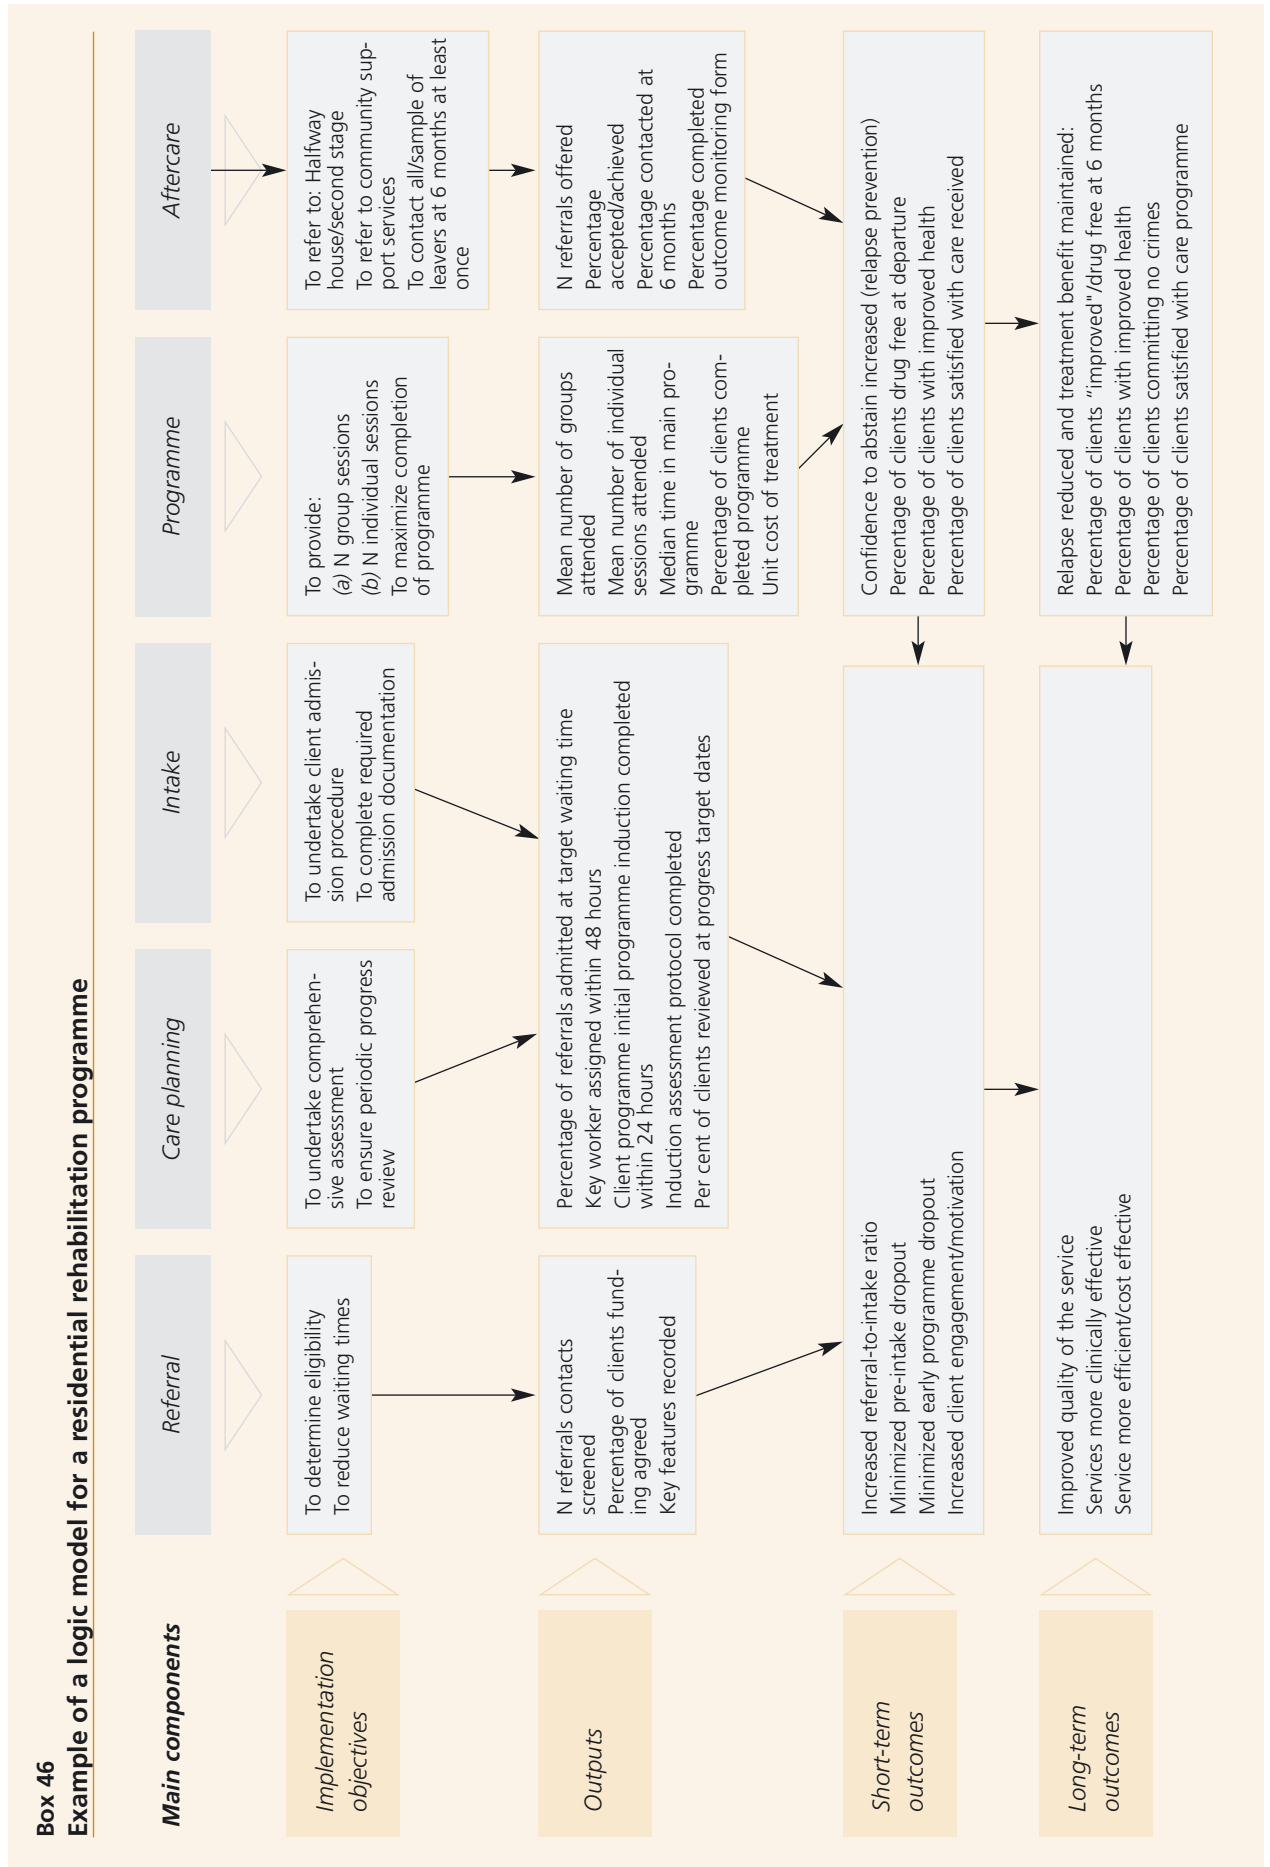 Box 46
Example of a logic model for a residential rehabilitation programme
Main components
Referral
Care planning
Intake
Programme
Aftercare
Implementation
objectives
To determine eligibility
To reduce waiting times
To undertake comprehen-
sive assessment
To ensure periodic progress
review
To undertake client admis-
sion procedure
To complete required
admission documentation
To provide:
(a) N group sessions
(b) N individual sessions
To maximize completion
of programme
To refer to: Halfway
house/second stage
To refer to community sup-
port services
To contact all/sample of
leavers at 6 months at least
once
Outputs
N referrals contacts
screened
Percentage of clients fund-
ing agreed
Key features recorded
Percentage of referrals admitted at target waiting time
Key worker assigned within 48 hours
Client programme initial programme induction completed
within 24 hours
Induction assessment protocol completed
Per cent of clients reviewed at progress target dates
Mean number of groups
attended
Mean number of individual
sessions attended
Median time in main pro-
gramme
Percentage of clients com-
pleted programme
Unit cost of treatment
N referrals offered
Percentage
accepted/achieved
Percentage contacted at
6 months
Percentage completed
outcome monitoring form
Short-term
outcomes
Increased referral-to-intake ratio
Minimized pre-intake dropout
Minimized early programme dropout
Increased client engagement/motivation
Confidence to abstain increased (relapse prevention)
Percentage of clients drug free at departure
Percentage of clients with improved health
Percentage of clients satisfied with care received
Long-term
outcomes
Improved quality of the service
Services more clinically effective
Service more efficient/cost effective
Relapse reduced and treatment benefit maintained:
Percentage of clients “improved"/drug free at 6 months
Percentage of clients with improved health
Percentage of clients committing no crimes
Percentage of clients satisfied with care programme